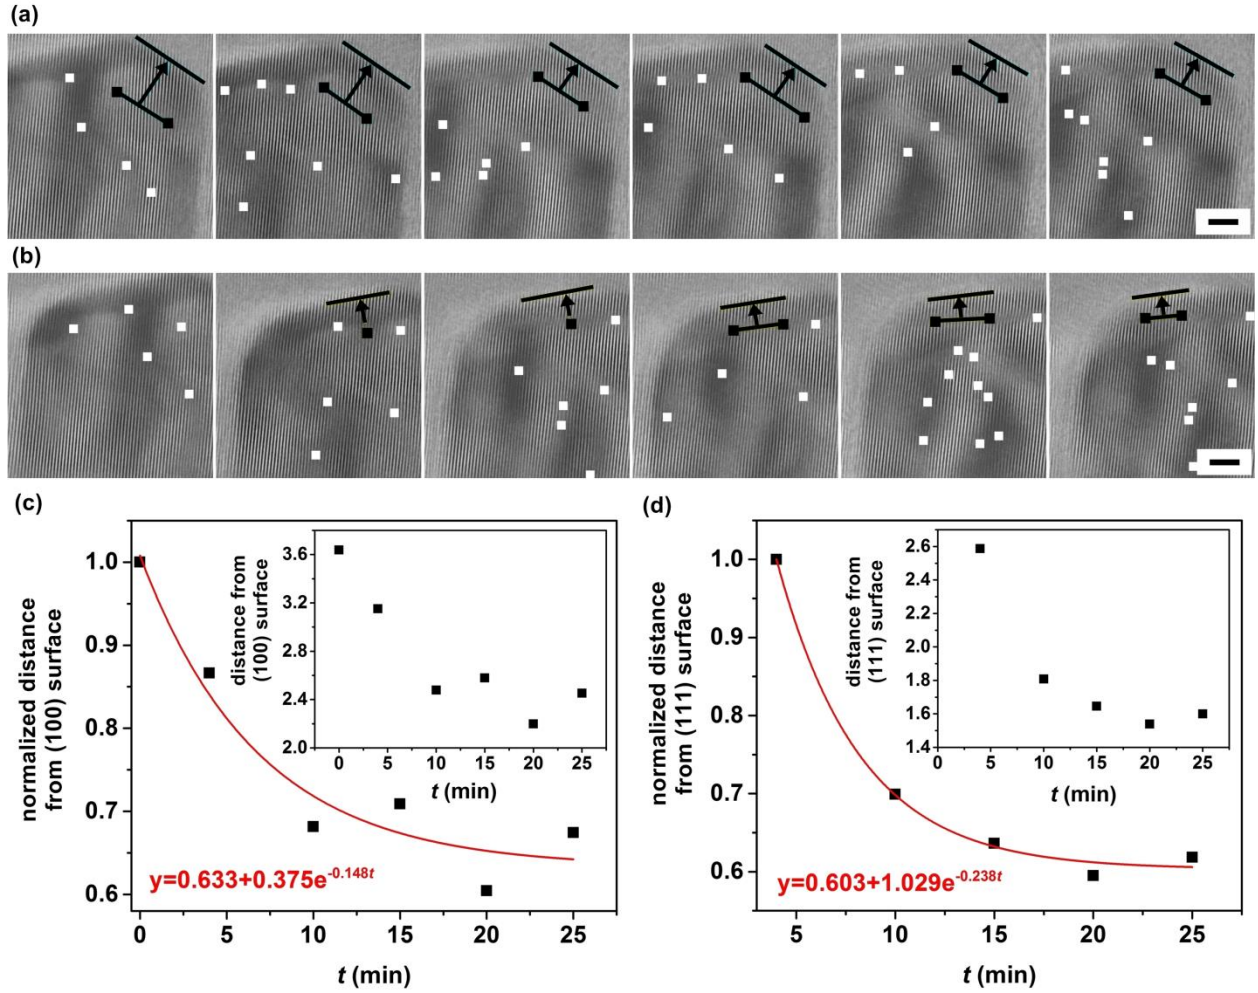 (a)
(b)
(c)
normalized distance
from (100) surface
1.0
0.9
0.8
0.7
0.6
0
5
10
15
20
25
t (min)
y=0.633+0.375e^-0.148t
distance from
(100) surface
3.6
3.2
2.8
2.4
2.0
0
5
10
15
20
25
t (min)
(d)
normalized distance
from (111) surface
1.0
0.9
0.8
0.7
0.6
5
10
15
20
25
t (min)
y=0.603+1.029e^-0.238t
distance from
(111) surface
2.6
2.4
2.2
2.0
1.8
1.6
1.4
0
5
10
15
20
25
t (min)